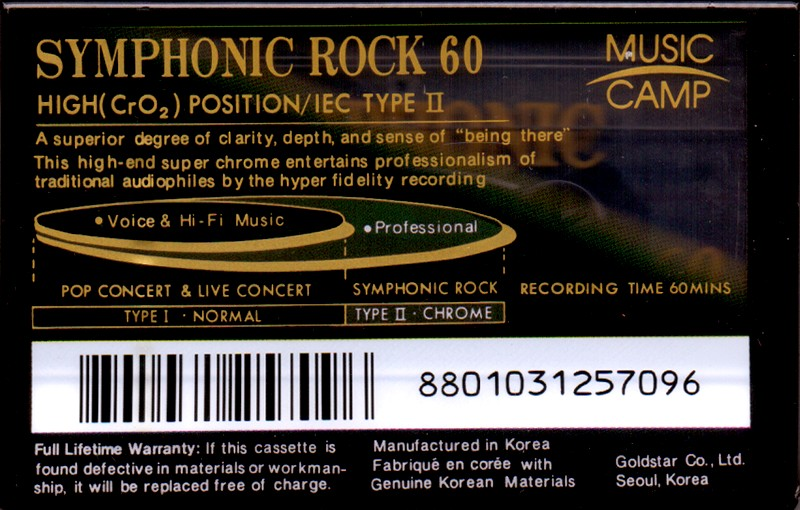 SYMPHONIC ROCK 60
MUSIC
CAMP
HIGH(CrO₂) POSITION/IEC TYPE II
A superior degree of clarity, depth, and sense of "being there"
This high-end super chrome entertains professionalism of
traditional audiophiles by the hyper fidelity recording
• Voice & Hi-Fi Music
• Professional
POP CONCERT & LIVE CONCERT
SYMPHONIC ROCK
RECORDING TIME 60MINS
TYPE I · NORMAL
TYPE II · CHROME
8801031257096
Full Lifetime Warranty: If this cassette is
found defective in materials or workman-
ship, it will be replaced free of charge.
Manufactured in Korea
Fabriqué en corée with
Genuine Korean Materials
Goldstar Co., Ltd.
Seoul, Korea